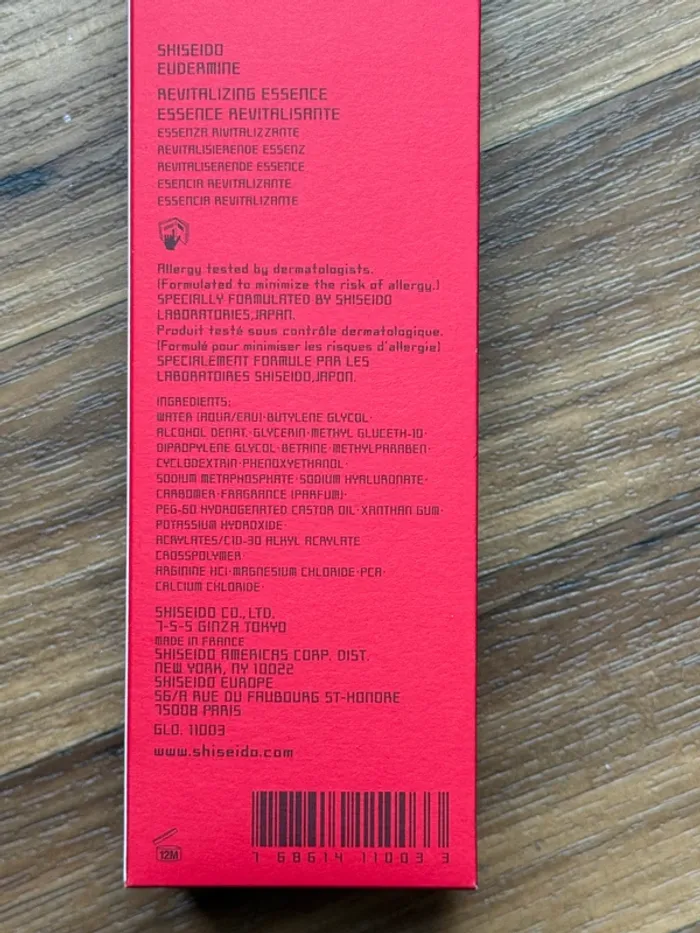 SHISEIDO
EUDERMINE
REVITALIZING ESSENCE
ESSENCE REVITALISANTE
ESSENZA RIVITALIZZANTE
REVITALISIERENDE ESSENZ
REVITALISERENDE ESSENCE
ESENCIA REVITALIZANTE
ESSENCIA REVITALIZANTE
Allergy tested by dermatologists.
(Formulated to minimize the risk of allergy.)
SPECIALLY FORMULATED BY SHISEIDO
LABORATORIES,JAPAN.
Produit testé sous contrôle dermatologique.
(Formulé pour minimiser les risques d'allergie)
SPECIALEMENT FORMULE PAR LES
LABORATOIRES SHISEIDO,JAPON.
INGREDIENTS:
WATER (AQUA/EAU)·BUTYLENE GLYCOL·
ALCOHOL DENAT.·GLYCERIN·METHYL GLUCETH-10·
DIPROPYLENE GLYCOL·BETAINE·METHYLPARABEN·
CYCLODEXTRIN·PHENOXYETHANOL·
SODIUM METAPHOSPHATE·SODIUM HYALURONATE·
CARBOMER·FRAGRANCE (PARFUM)·
PEG-60 HYDROGENATED CASTOR OIL·XANTHAN GUM·
POTASSIUM HYDROXIDE·
ACRYLATES/C10-30 ALKYL ACRYLATE
CROSSPOLYMER·
ARGININE HCl·MAGNESIUM CHLORIDE·PCA·
CALCIUM CHLORIDE·
SHISEIDO CO.,LTD.
7-5-5 GINZA TOKYO
MADE IN FRANCE
SHISEIDO AMERICAS CORP. DIST.
NEW YORK, NY 10022
SHISEIDO EUROPE
56/A RUE DU FAUBOURG ST-HONORE
75008 PARIS
GLO. 11003
www.shiseido.com
12M
7 68614 11003 3